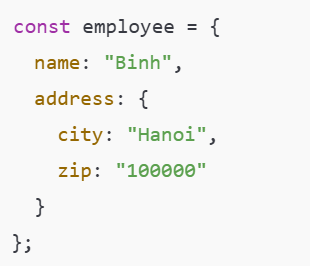 const employee = {
  name: "Binh",
  address: {
    city: "Hanoi",
    zip: "100000"
  }
};